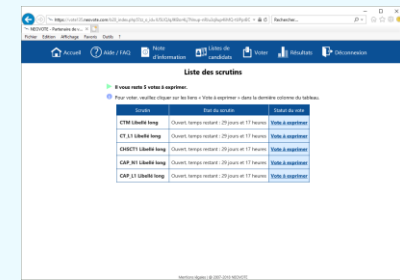 NEOVOTE - Partenaire de v...
Rechercher...
Fichier Edition Affichage Favoris Outils ?
Accueil Aide / FAQ Note d'information Listes de candidats Voter Résultats Déconnexion
Liste des scrutins
Il vous reste 5 votes à exprimer.
Pour voter, veuillez cliquer sur les liens « Vote à exprimer » dans la dernière colonne du tableau.
Scrutin Etat du scrutin Statut du vote
CTM Libellé long Ouvert, temps restant : 29 jours et 17 heures Vote à exprimer
CT_L1 Libellé long Ouvert, temps restant : 29 jours et 17 heures Vote à exprimer
CHSCT1 Libellé long Ouvert, temps restant : 29 jours et 17 heures Vote à exprimer
CAP_N1 Libellé long Ouvert, temps restant : 29 jours et 17 heures Vote à exprimer
CAP_L1 Libellé long Ouvert, temps restant : 29 jours et 17 heures Vote à exprimer
Mentions légales | © 2007-2018 NEOVOTE